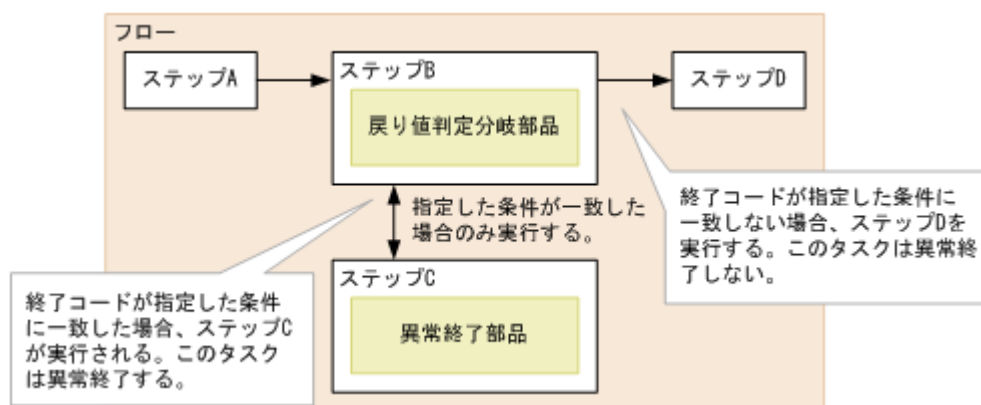 フロー
ステップA
ステップB
戻り値判定分岐部品
ステップD
指定した条件が一致した
場合のみ実行する。
終了コードが指定した条件に
一致しない場合、ステップDを
実行する。このタスクは異常終
了しない。
ステップC
異常終了部品
終了コードが指定した条件
に一致した場合、ステップC
が実行される。このタスク
は異常終了する。